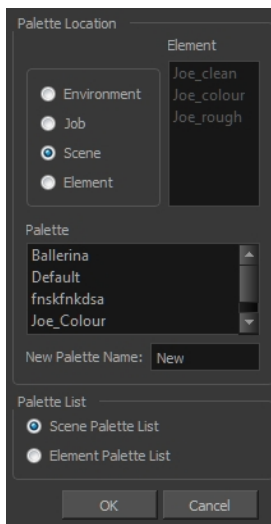 Palette Location
Element
Joe_clean
Joe_colour
Joe_rough
Environment
Job
Scene
Element
Palette
Ballerina
Default
fnskfnkdsa
Joe_Colour
New Palette Name: New
Palette List
Scene Palette List
Element Palette List
OK Cancel